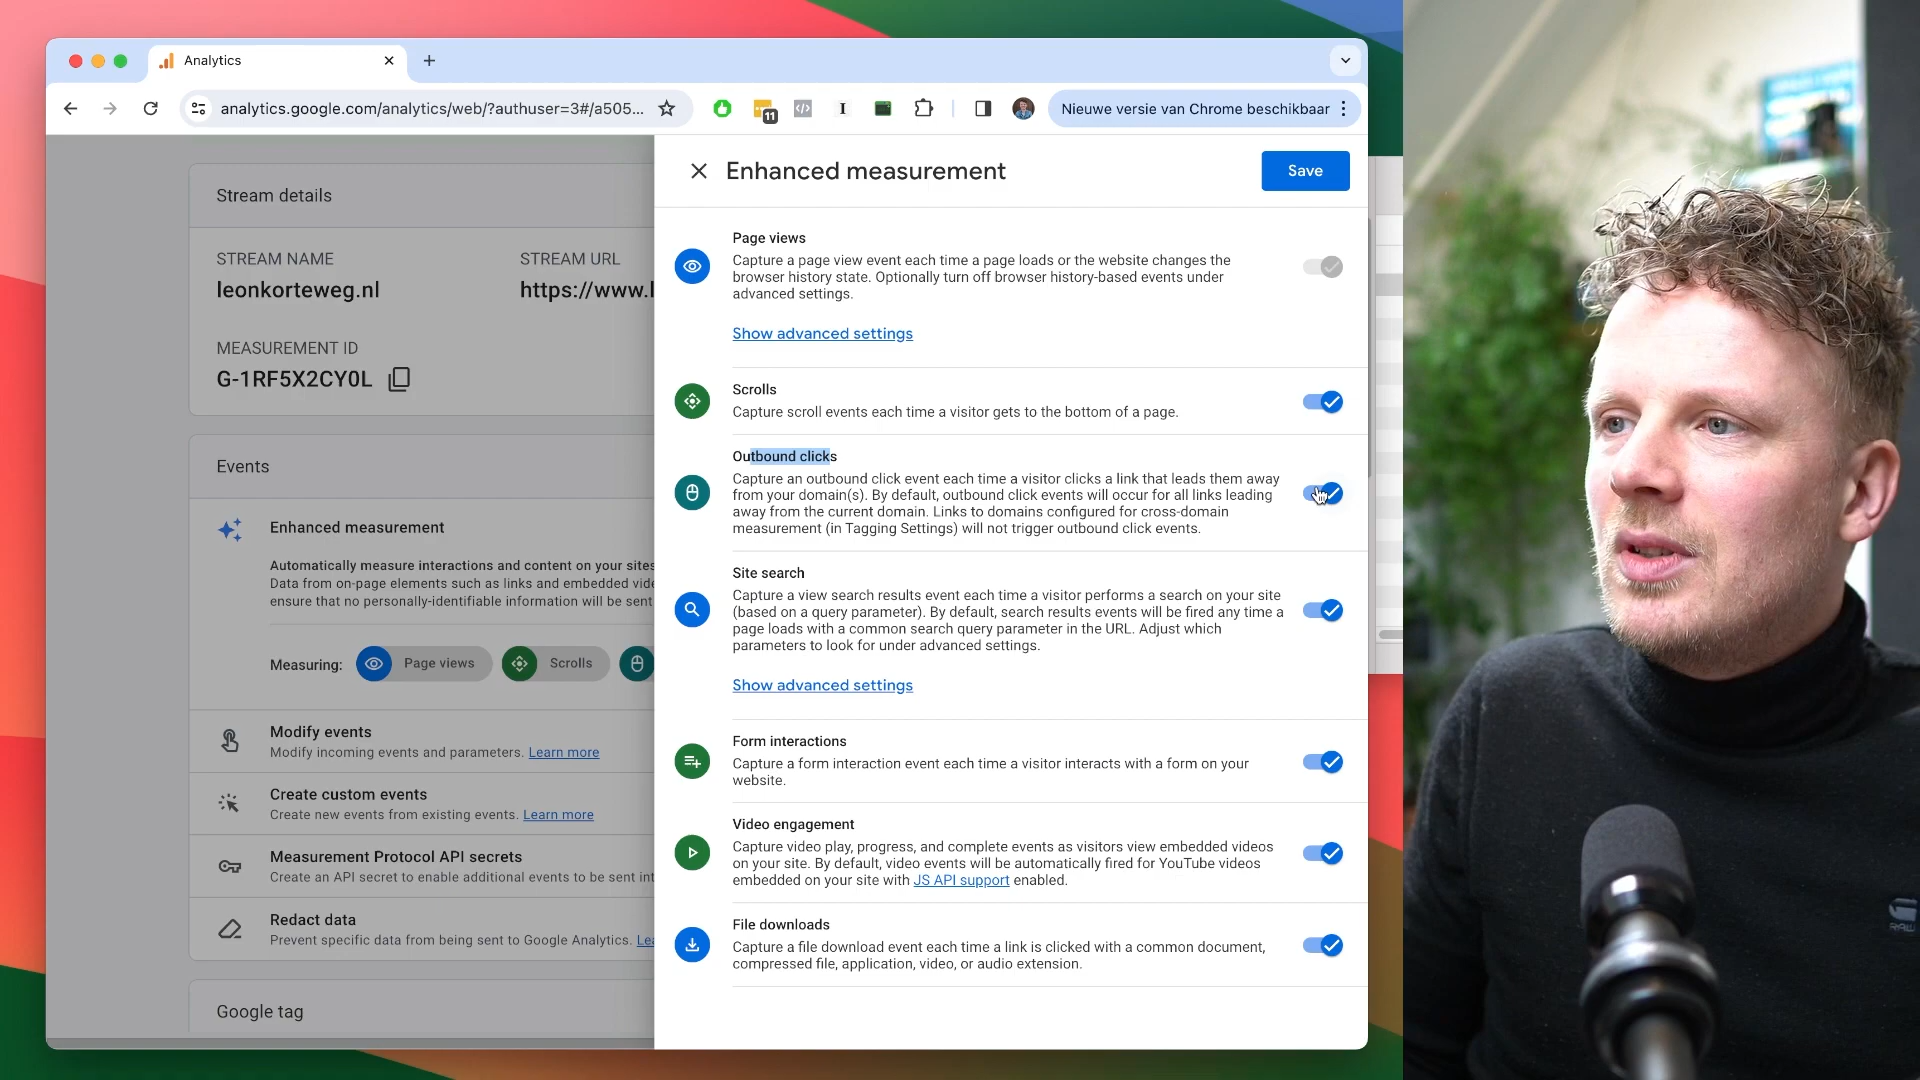 Analytics
analytics.google.com/analytics/web/?authuser=3#/a505...
11
Nieuwe versie van Chrome beschikbaar
Stream details
STREAM NAME
STREAM URL
leonkorteweg.nl
https://www.l
MEASUREMENT ID
G-1RF5X2CY0L
Events
Enhanced measurement
Automatically measure interactions and content on your sites
Data from on-page elements such as links and embedded vide
ensure that no personally-identifiable information will be sent
Measuring:
Page views
Scrolls
Modify events
Modify incoming events and parameters. Learn more
Create custom events
Create new events from existing events. Learn more
Measurement Protocol API secrets
Create an API secret to enable additional events to be sent int
Redact data
Prevent specific data from being sent to Google Analytics. Lea
Google tag
Enhanced measurement
Save
Page views
Capture a page view event each time a page loads or the website changes the
browser history state. Optionally turn off browser history-based events under
advanced settings.
Show advanced settings
Scrolls
Capture scroll events each time a visitor gets to the bottom of a page.
Outbound clicks
Capture an outbound click event each time a visitor clicks a link that leads them away
from your domain(s). By default, outbound click events will occur for all links leading
away from the current domain. Links to domains configured for cross-domain
measurement (in Tagging Settings) will not trigger outbound click events.
Site search
Capture a view search results event each time a visitor performs a search on your site
(based on a query parameter). By default, search results events will be fired any time a
page loads with a common search query parameter in the URL. Adjust which
parameters to look for under advanced settings.
Show advanced settings
Form interactions
Capture a form interaction event each time a visitor interacts with a form on your
website.
Video engagement
Capture video play, progress, and complete events as visitors view embedded videos
on your site. By default, video events will be automatically fired for YouTube videos
embedded on your site with JS API support enabled.
File downloads
Capture a file download event each time a link is clicked with a common document,
compressed file, application, video, or audio extension.
RAW